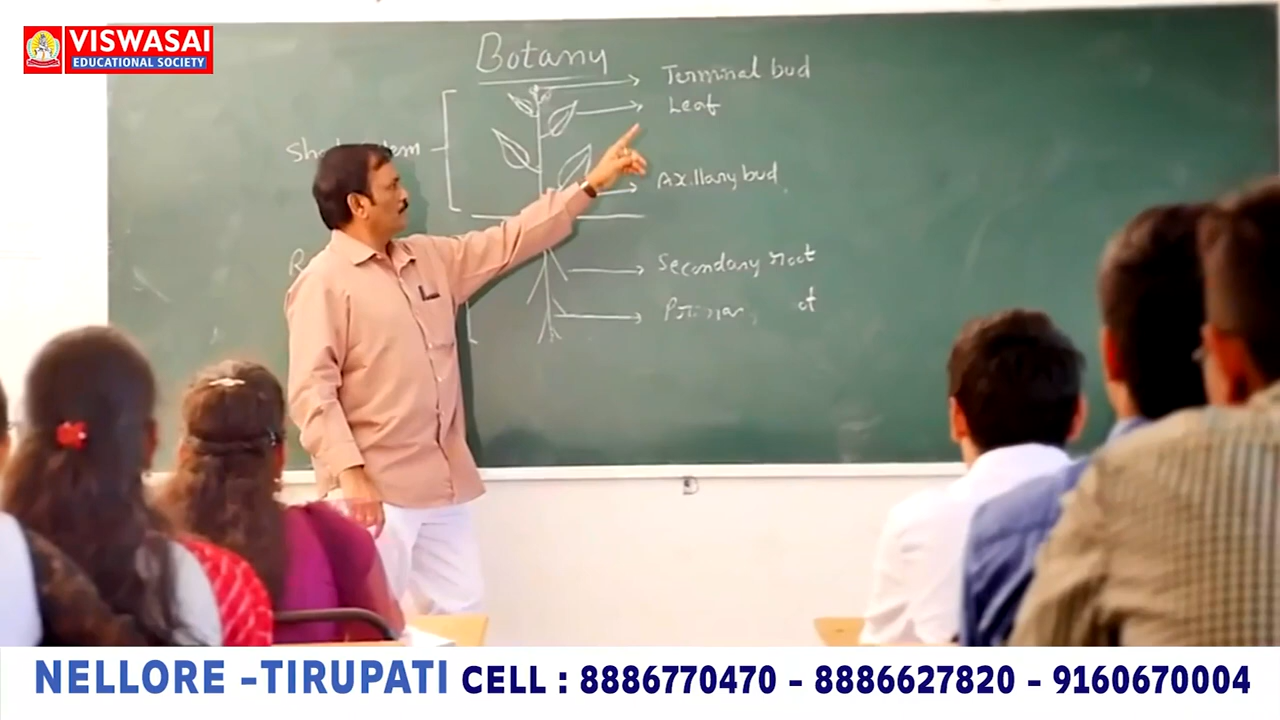 VISWASAI
EDUCATIONAL SOCIETY
Botany
Terminal bud
Leaf
Axillary bud
Secondary root
NELLORE –TIRUPATI CELL : 8886770470 – 8886627820 – 9160670004